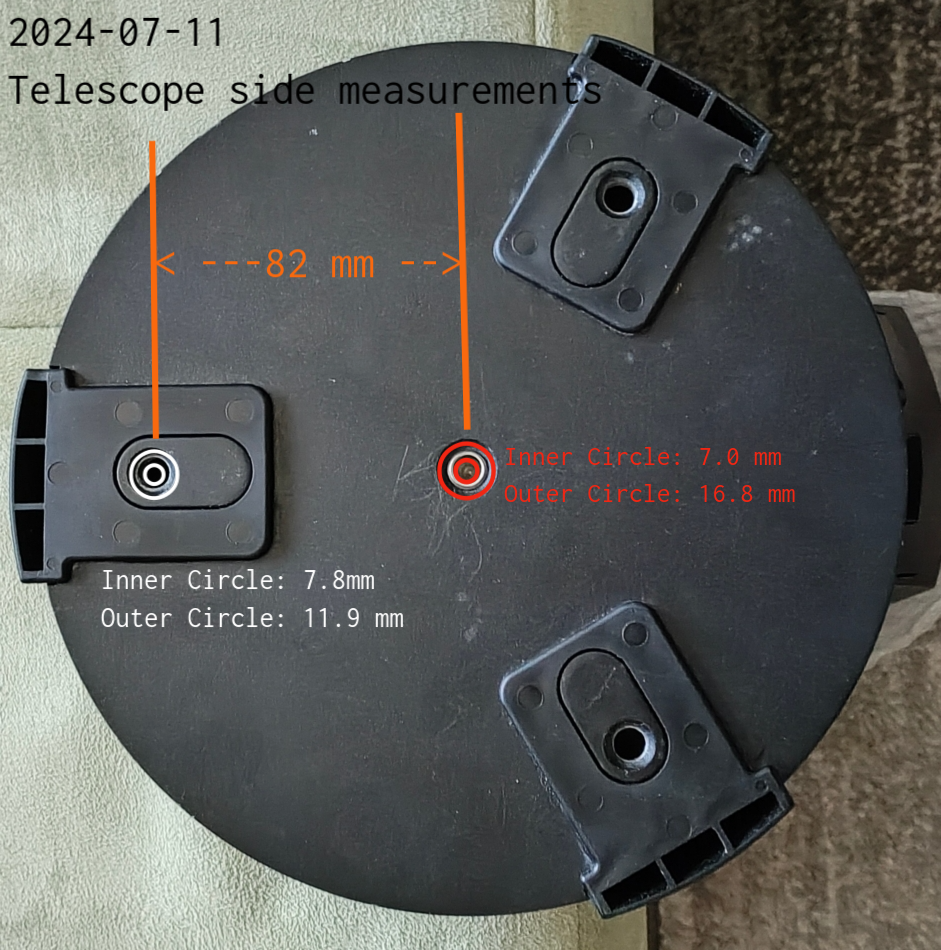 2024-07-11
Telescope side measurements
< ---82 mm -->
Inner Circle: 7.0 mm
Outer Circle: 16.8 mm
Inner Circle: 7.8mm
Outer Circle: 11.9 mm